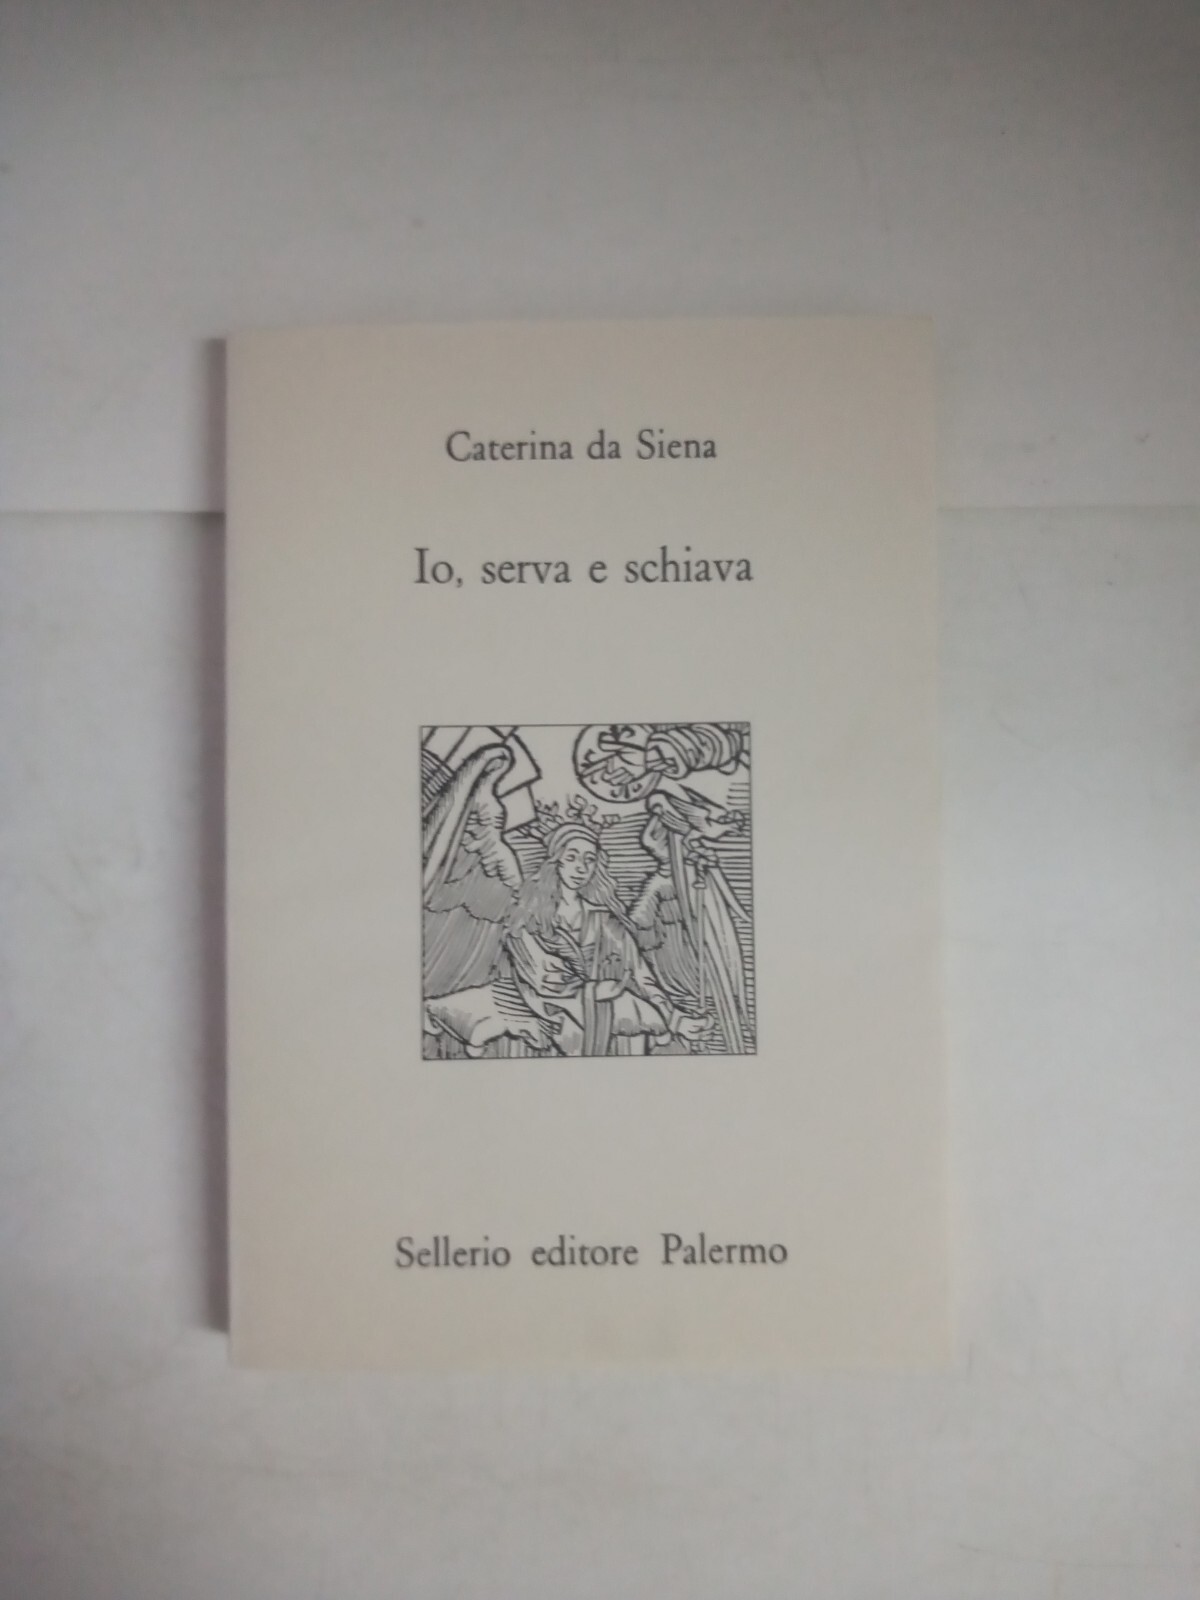 Caterina da Siena
Io, serva e schiava
Sellerio editore Palermo